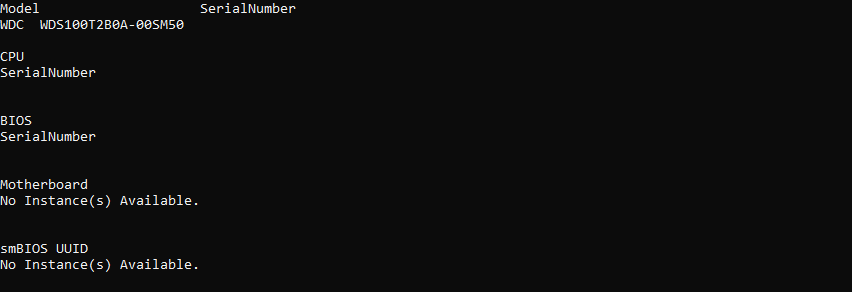 Model                    SerialNumber
WDC  WDS100T2B0A-00SM50
CPU
SerialNumber
BIOS
SerialNumber
Motherboard
No Instance(s) Available.
smBIOS UUID
No Instance(s) Available.